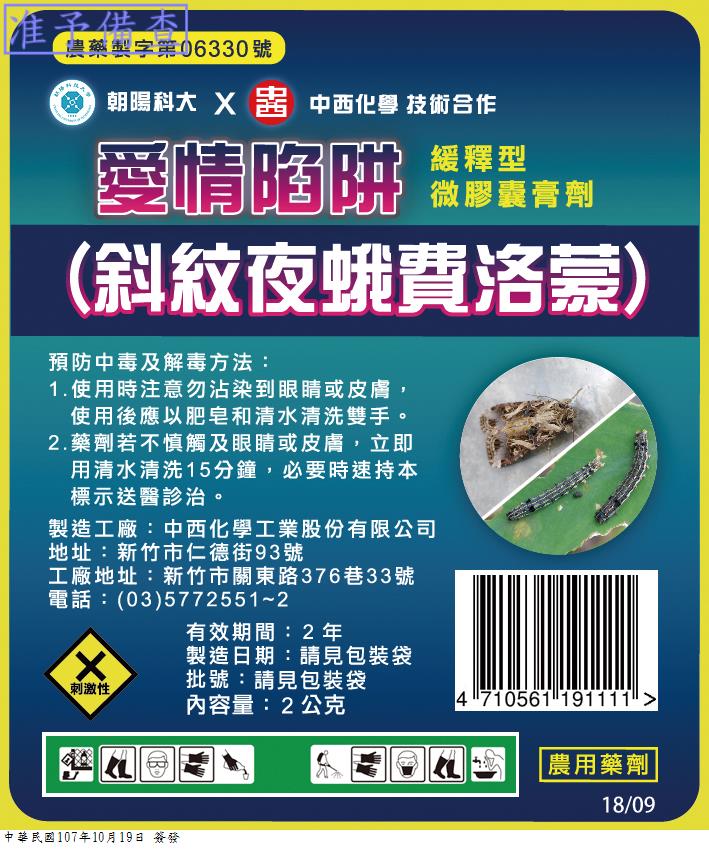 准予備查
農藥製字第06330號
朝陽科大 X 中西化學 技術合作
愛情陷阱
緩釋型
微膠囊膏劑
(斜紋夜蛾費洛蒙)
預防中毒及解毒方法：
1.使用時注意勿沾染到眼睛或皮膚，
使用後應以肥皂和清水清洗雙手。
2.藥劑若不慎觸及眼睛或皮膚，立即
用清水清洗15分鐘，必要時速持本
標示送醫診治。
製造工廠：中西化學工業股份有限公司
地址：新竹市仁德街93號
工廠地址：新竹市關東路376巷33號
電話：(03)5772551~2
刺激性
有效期間：2年
製造日期：請見包裝袋
批號：請見包裝袋
內容量：2公克
4 710561 191111 >
農用藥劑
18/09
中華民國107年10月19日 簽發